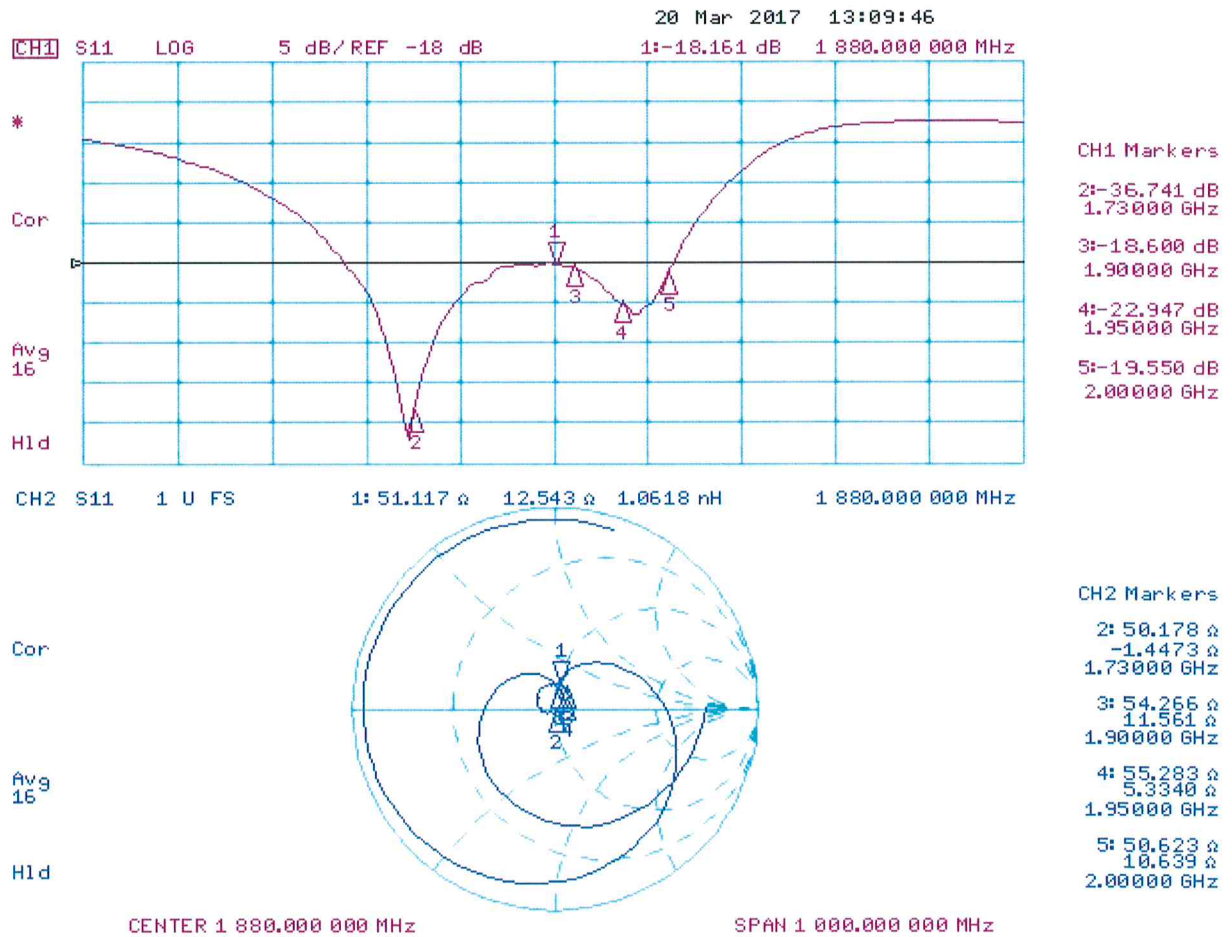 20 Mar 2017 13:09:46
CH1 S11 LOG 5 dB/REF -18 dB 1:-18.161 dB 1 880.000 000 MHz
*
CH1 Markers
2:-36.741 dB
1.73000 GHz
Cor
3:-18.600 dB
1.90000 GHz
4:-22.947 dB
1.95000 GHz
Avg
16
5:-19.550 dB
2.00000 GHz
Hld
1
3
4
5
2
CH2 S11 1 U FS 1: 51.117 Ω 12.543 Ω 1.0618 nH 1 880.000 000 MHz
CH2 Markers
2: 50.178 Ω
-1.4473 Ω
1.73000 GHz
Cor
3: 54.266 Ω
11.561 Ω
1.90000 GHz
4: 55.283 Ω
5.3340 Ω
1.95000 GHz
Avg
16
5: 50.623 Ω
10.639 Ω
2.00000 GHz
Hld
1
2
4
CENTER 1 880.000 000 MHz SPAN 1 000.000 000 MHz